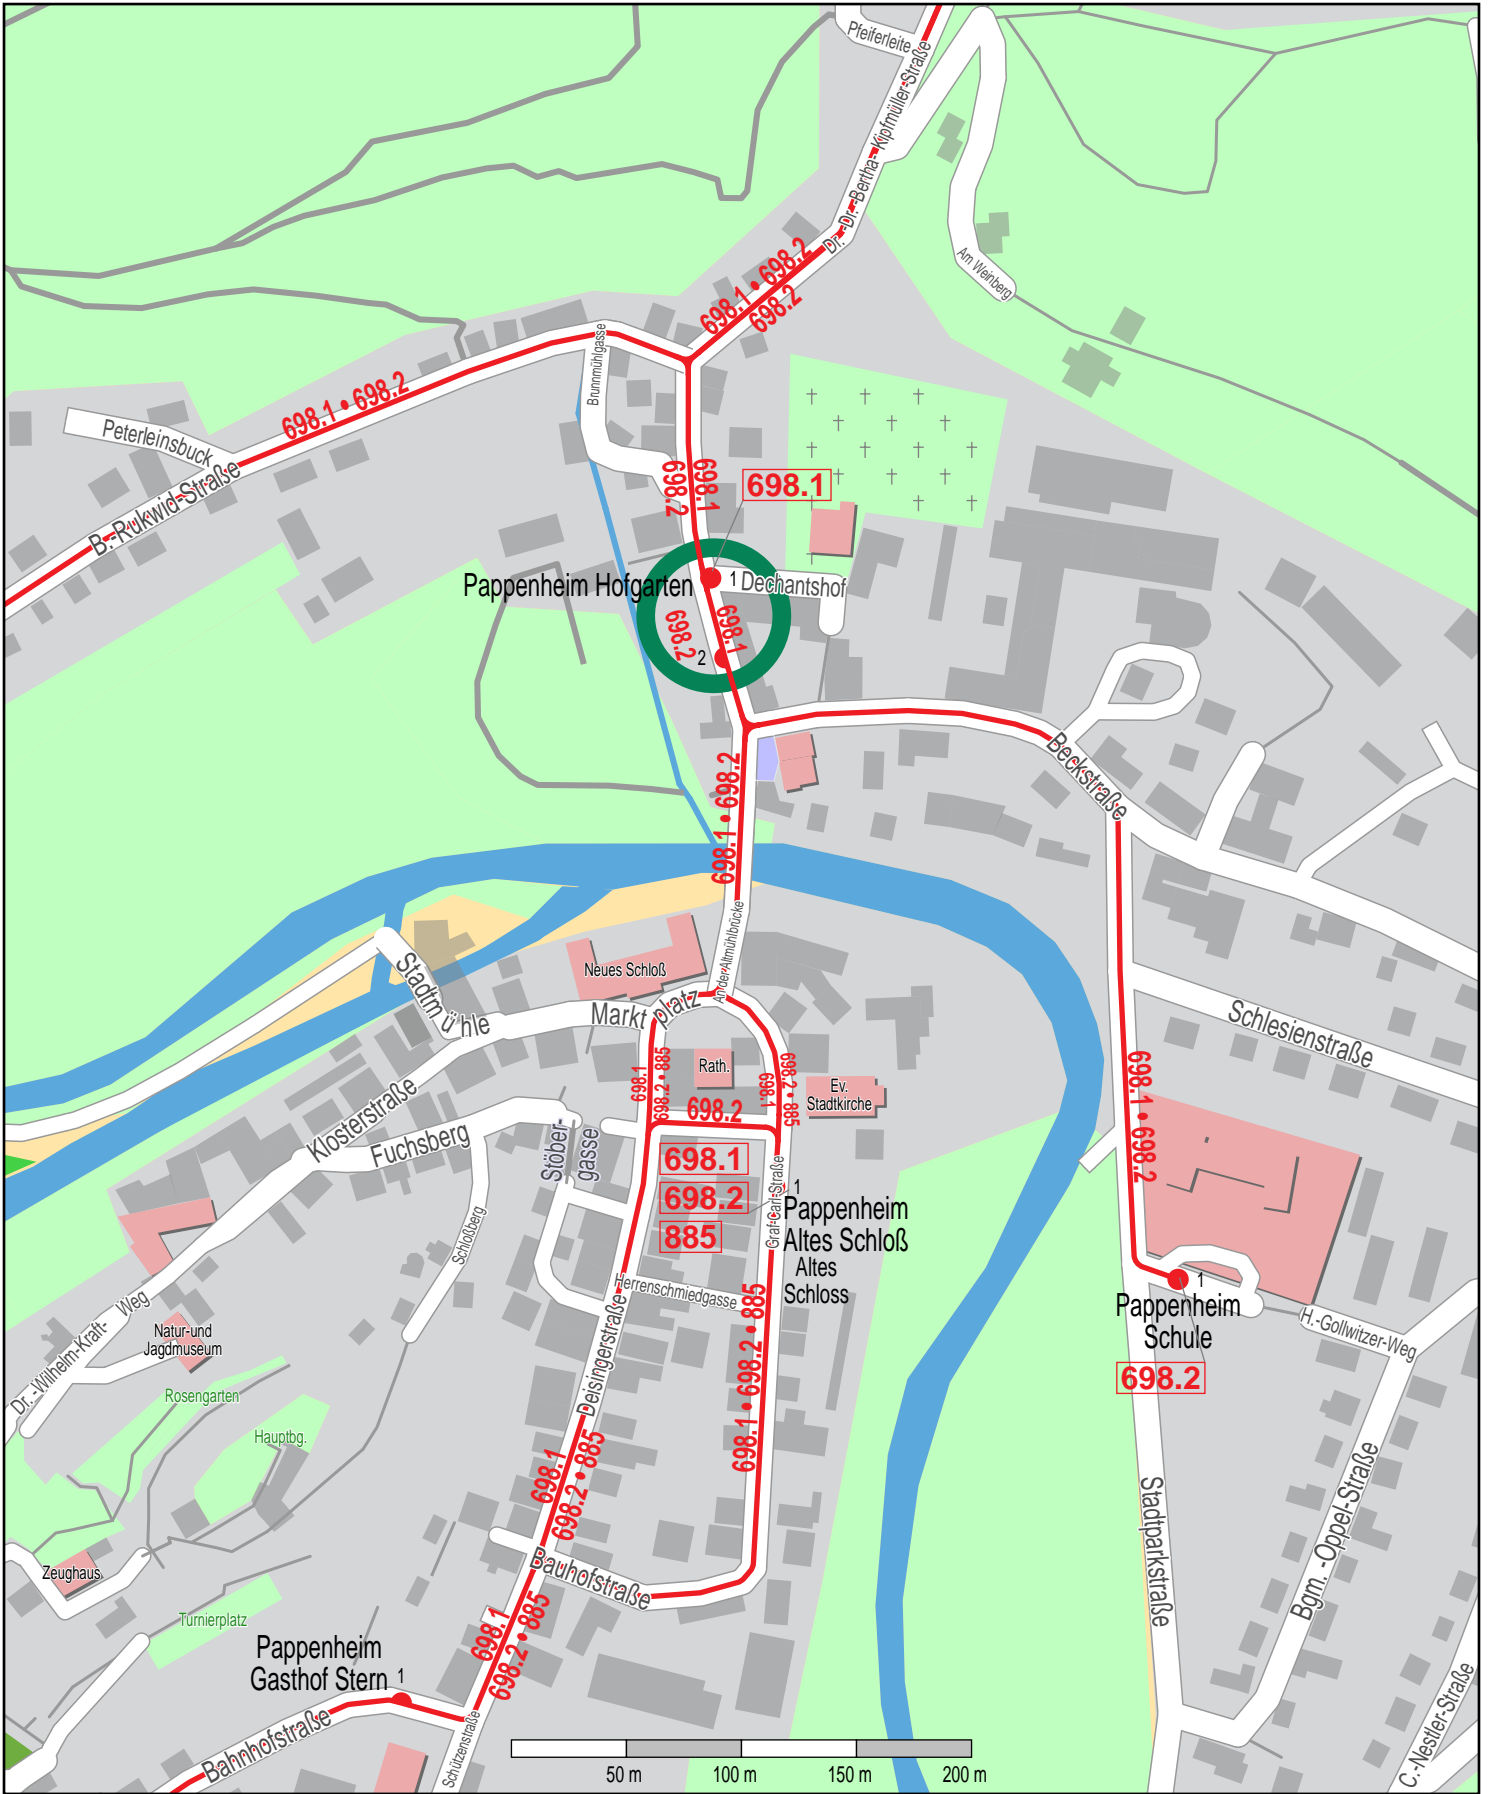 Pfeiferleite
Dr.-Dr.-Bertha-Kipfmüller-Straße
Am Weinberg
698.1 • 698.2
698.2
Brunnmühlgasse
698.1 • 698.2
Peterleinsbuck
B.-Rukwid-Straße
698.2
698.1
698.1
Pappenheim Hofgarten
1
Dechantshof
698.2
698.1
2
Beckstraße
698.1 • 698.2
An der Altmühlbrücke
Neues Schloß
Stadtmühle
Marktplatz
Schlesienstraße
Rath.
698.1
698.2 • 885
698.2 • 885
698.1
Ev.
Stadtkirche
698.2
Klosterstraße
Fuchsberg
Stöber-
gasse
698.1
698.2
885
Graf-Carl-Straße
1
Pappenheim
Altes Schloß
Altes
Schloss
698.1 • 698.2
Schloßberg
Herrenschmiedgasse
1
Pappenheim
Schule
698.2
H.-Gollwitzer-Weg
Dr.-Wilhelm-Kraft-
Weg
Natur-und
Jagdmuseum
Rosengarten
Hauptbg.
Deisingerstraße
698.1 • 698.2 • 885
698.1
698.2 • 885
Stadtparkstraße
Bgm.-Oppel-Straße
Zeughaus
Turnierplatz
Bauhofstraße
698.1
698.2 • 885
Pappenheim
Gasthof Stern
1
Bahnhofstraße
Schützenstraße
C.-Nestler-Straße
50 m
100 m
150 m
200 m